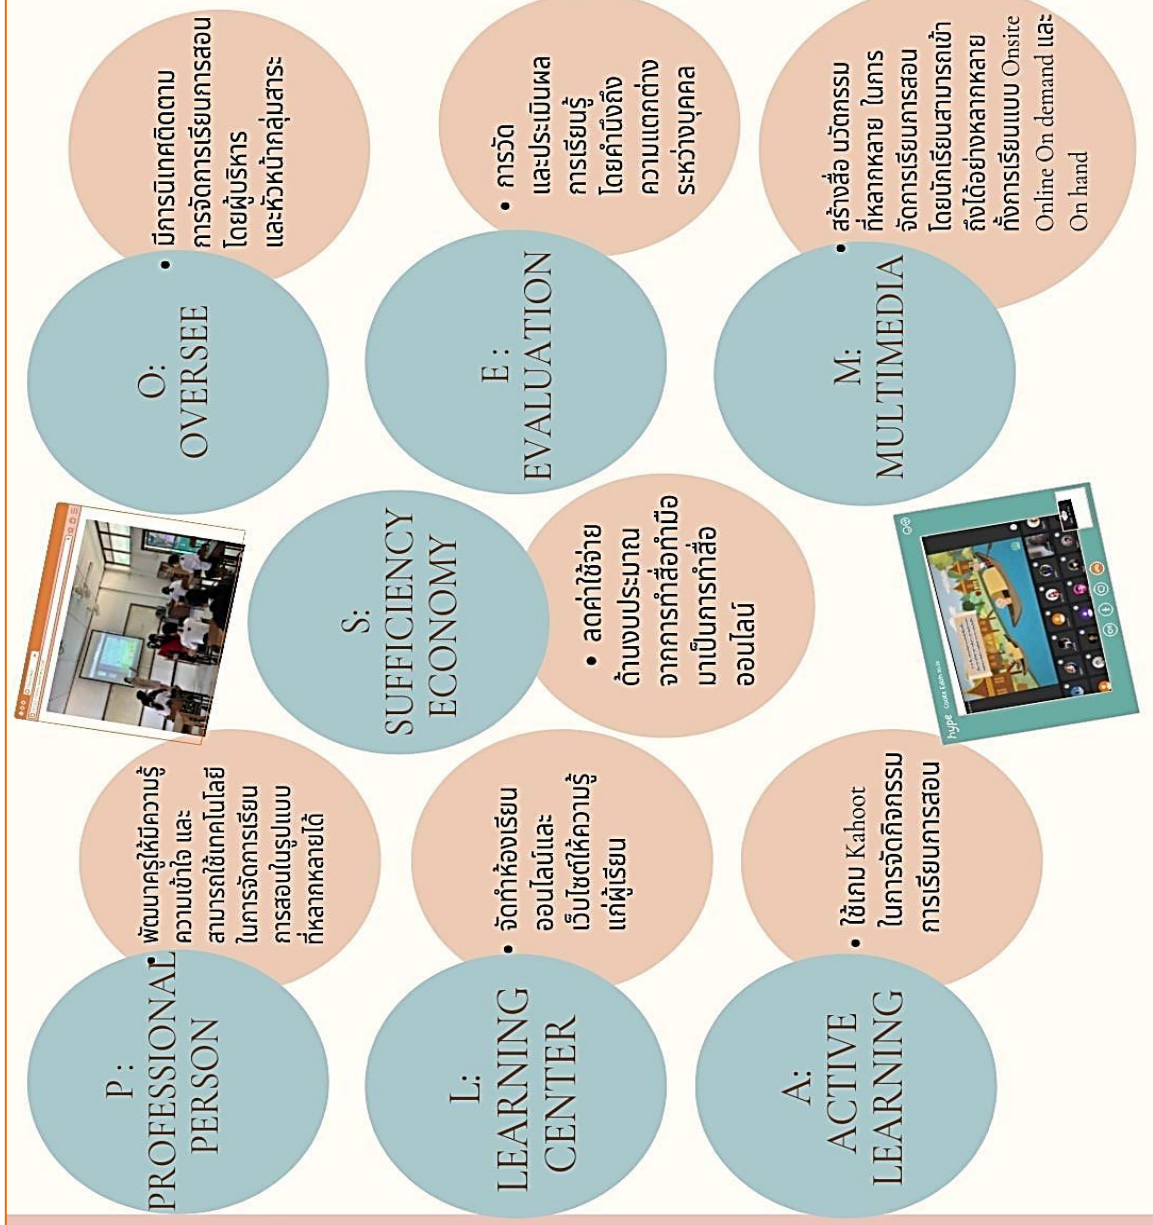 P :
PROFESSIONAL
PERSON
• พัฒนาครูให้มีความรู้
ความเข้าใจ และ
สามารถใช้เทคโนโลยี
ในการจัดการเรียน
การสอนในรูปแบบ
ที่หลากหลายได้
L:
LEARNING
CENTER
• จัดทำห้องเรียน
ออนไลน์และ
เว็บไซต์ให้ความรู้
แก่ผู้เรียน
A:
ACTIVE
LEARNING
• ใช้เกม Kahoot
ในการจัดกิจกรรม
การเรียนการสอน
S:
SUFFICIENCY
ECONOMY
• ลดค่าใช้จ่าย
ด้านงบประมาณ
จากการทำสื่อทำมือ
มาเป็นการทำสื่อ
ออนไลน์
hype
O:
OVERSEE
• มีการนิเทศติดตาม
การจัดการเรียนการสอน
โดยผู้บริหาร
และหัวหน้ากลุ่มสาระ
E :
EVALUATION
• การวัด
และประเมินผล
การเรียนรู้
โดยคำนึงถึง
ความแตกต่าง
ระหว่างบุคคล
M:
MULTIMEDIA
• สร้างสื่อ นวัตกรรม
ที่หลากหลาย ในการ
จัดการเรียนการสอน
โดยนักเรียนสามารถเข้า
ถึงได้อย่างหลากหลาย
ทั้งการเรียนแบบ Onsite
Online On demand และ
On hand